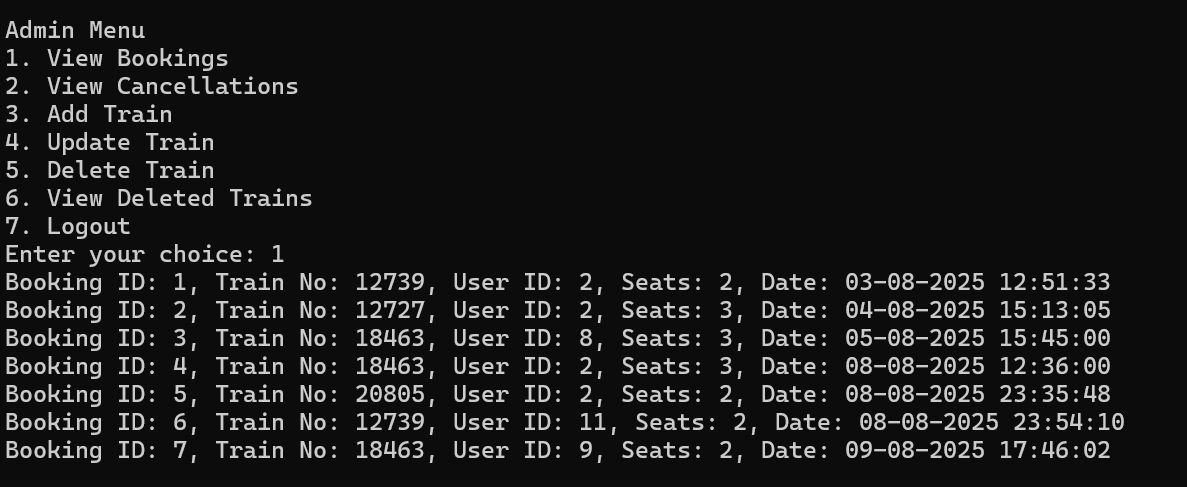 Admin Menu
1. View Bookings
2. View Cancellations
3. Add Train
4. Update Train
5. Delete Train
6. View Deleted Trains
7. Logout
Enter your choice: 1
Booking ID: 1, Train No: 12739, User ID: 2, Seats: 2, Date: 03-08-2025 12:51:33
Booking ID: 2, Train No: 12727, User ID: 2, Seats: 3, Date: 04-08-2025 15:13:05
Booking ID: 3, Train No: 18463, User ID: 8, Seats: 3, Date: 05-08-2025 15:45:00
Booking ID: 4, Train No: 18463, User ID: 2, Seats: 3, Date: 08-08-2025 12:36:00
Booking ID: 5, Train No: 20805, User ID: 2, Seats: 2, Date: 08-08-2025 23:35:48
Booking ID: 6, Train No: 12739, User ID: 11, Seats: 2, Date: 08-08-2025 23:54:10
Booking ID: 7, Train No: 18463, User ID: 9, Seats: 2, Date: 09-08-2025 17:46:02